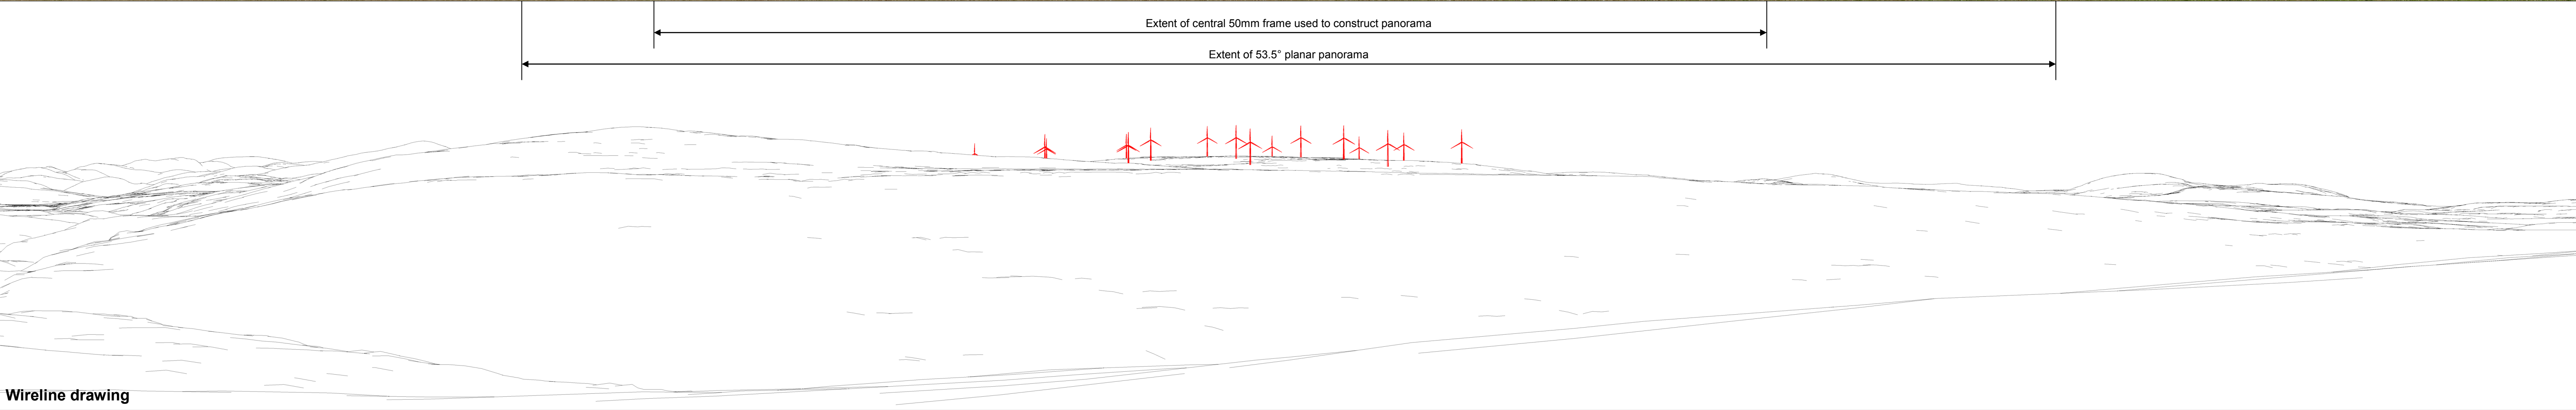 Extent of central 50mm frame used to construct panorama
Extent of 53.5° planar panorama
Wireline drawing